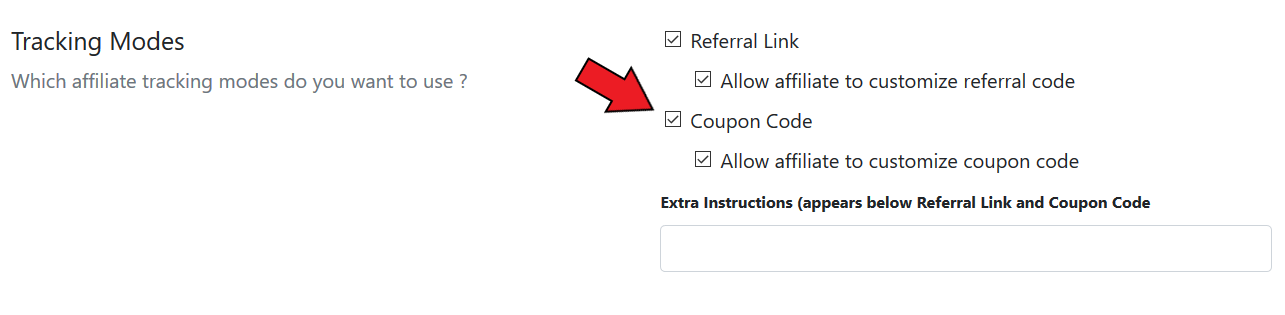 Tracking Modes
Which affiliate tracking modes do you want to use ?
Referral Link
Allow affiliate to customize referral code
Coupon Code
Allow affiliate to customize coupon code
Extra Instructions (appears below Referral Link and Coupon Code